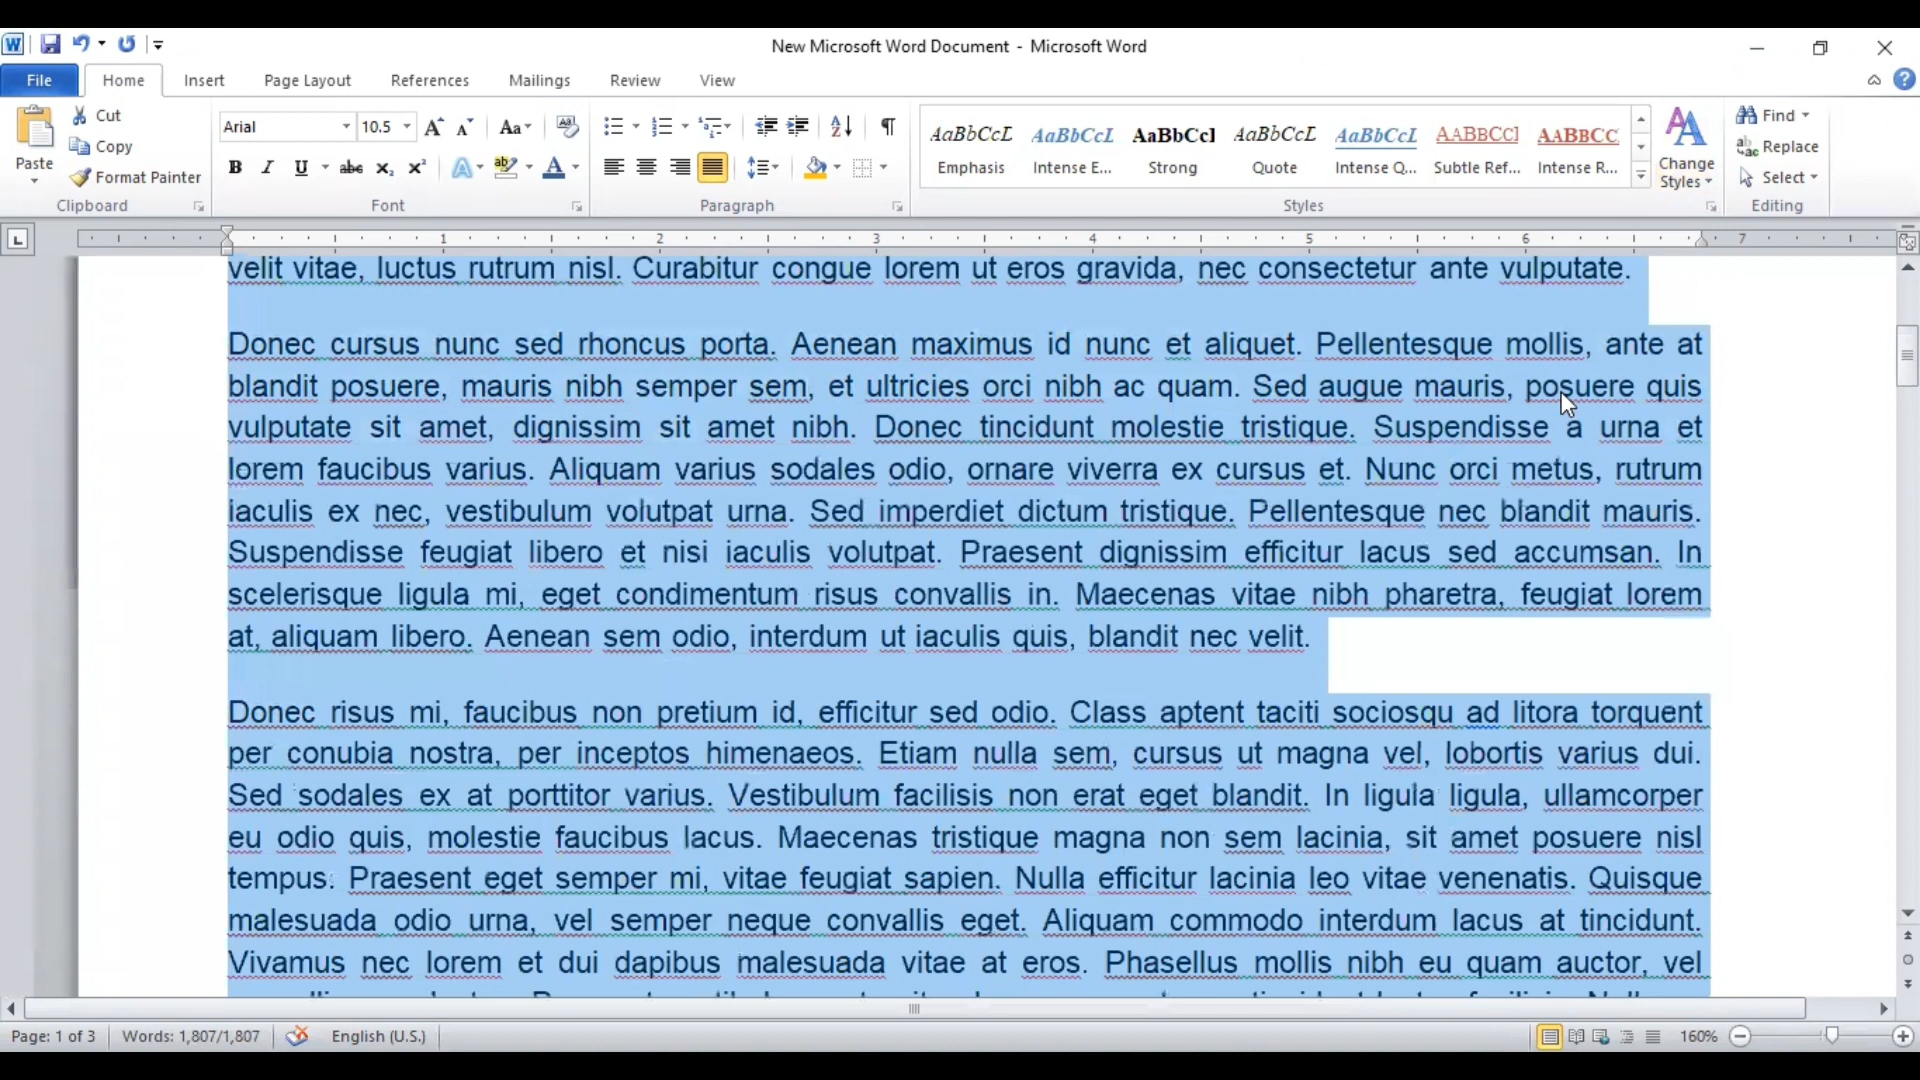 New Microsoft Word Document - Microsoft Word
File Home Insert Page Layout References Mailings Review View
Paste
Cut
Copy
Format Painter
Clipboard
Arial 10.5
Font
Paragraph
AaBbCcL AaBbCcL AaBbCcl AaBbCcL AaBbCcL AABBCCI AABBCC
Emphasis Intense E... Strong Quote Intense Q... Subtle Ref... Intense R...
Styles
Change Styles
Find
Replace
Select
Editing
1 2 3 4 5 6 7
velit vitae, luctus rutrum nisl. Curabitur congue lorem ut eros gravida, nec consectetur ante vulputate.
Donec cursus nunc sed rhoncus porta. Aenean maximus id nunc et aliquet. Pellentesque mollis, ante at
blandit posuere, mauris nibh semper sem, et ultricies orci nibh ac quam. Sed augue mauris, posuere quis
vulputate sit amet, dignissim sit amet nibh. Donec tincidunt molestie tristique. Suspendisse a urna et
lorem faucibus varius. Aliquam varius sodales odio, ornare viverra ex cursus et. Nunc orci metus, rutrum
iaculis ex nec, vestibulum volutpat urna. Sed imperdiet dictum tristique. Pellentesque nec blandit mauris.
Suspendisse feugiat libero et nisi iaculis volutpat. Praesent dignissim efficitur lacus sed accumsan. In
scelerisque ligula mi, eget condimentum risus convallis in. Maecenas vitae nibh pharetra, feugiat lorem
at, aliquam libero. Aenean sem odio, interdum ut iaculis quis, blandit nec velit.
Donec risus mi, faucibus non pretium id, efficitur sed odio. Class aptent taciti sociosqu ad litora torquent
per conubia nostra, per inceptos himenaeos. Etiam nulla sem, cursus ut magna vel, lobortis varius dui.
Sed sodales ex at porttitor varius. Vestibulum facilisis non erat eget blandit. In ligula ligula, ullamcorper
eu odio quis, molestie faucibus lacus. Maecenas tristique magna non sem lacinia, sit amet posuere nisl
tempus. Praesent eget semper mi, vitae feugiat sapien. Nulla efficitur lacinia leo vitae venenatis. Quisque
malesuada odio urna, vel semper neque convallis eget. Aliquam commodo interdum lacus at tincidunt.
Vivamus nec lorem et dui dapibus malesuada vitae at eros. Phasellus mollis nibh eu quam auctor, vel
Page: 1 of 3 Words: 1,807/1,807 English (U.S.) 160%